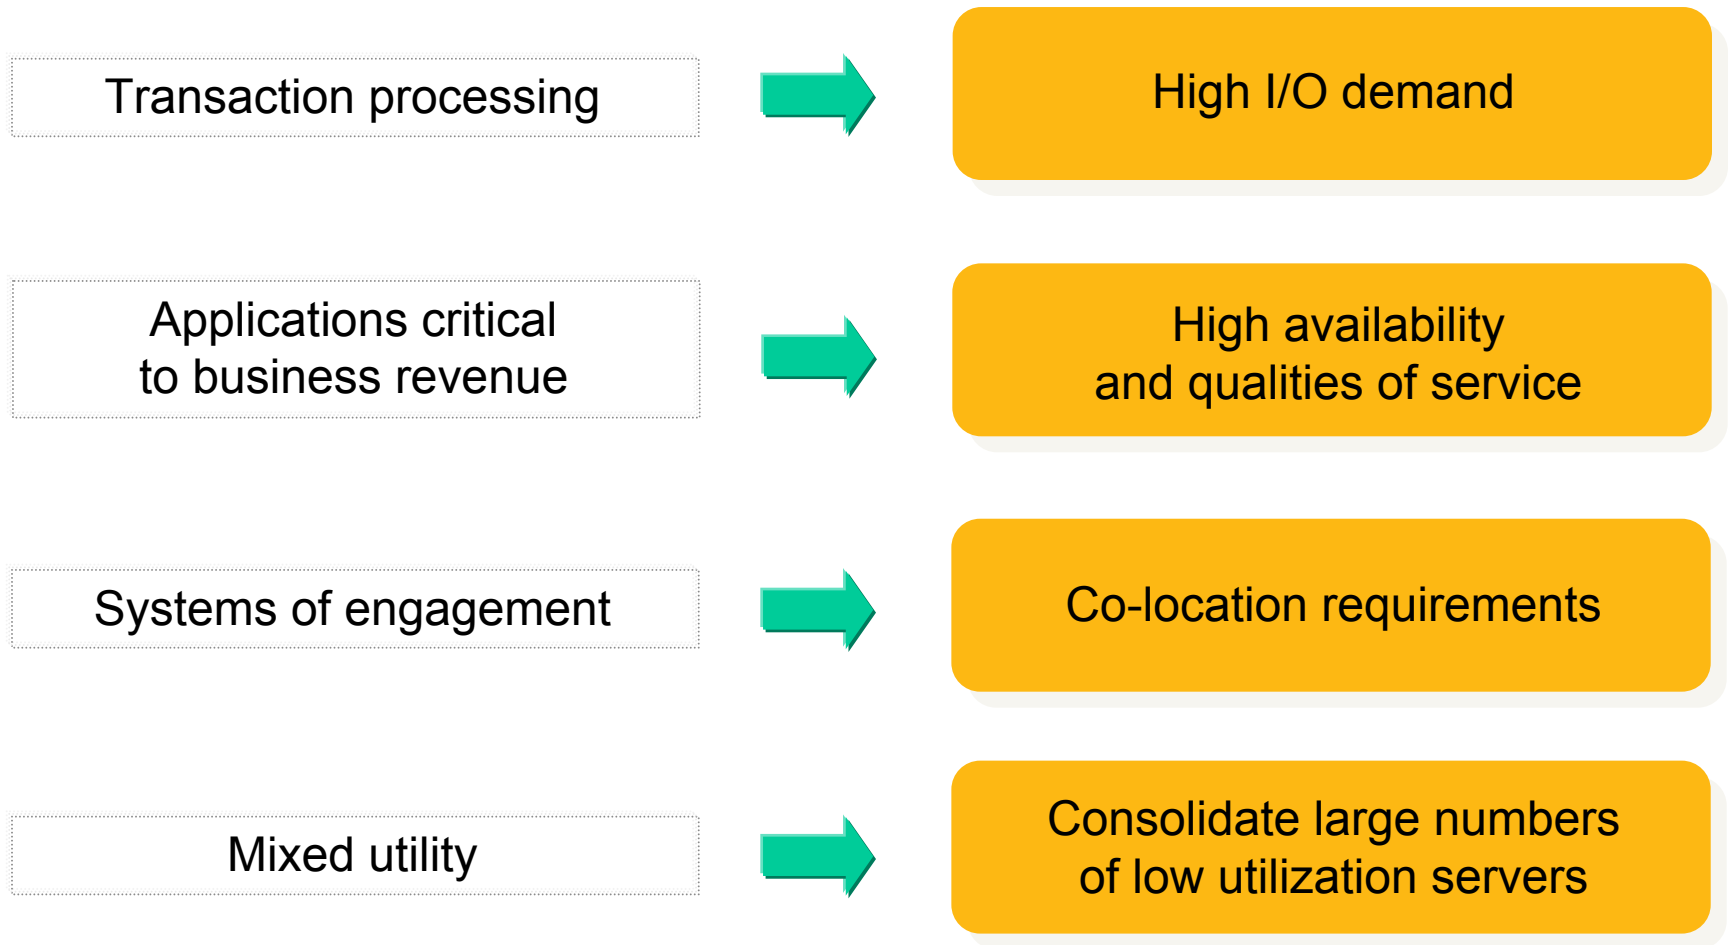 Transaction processing
High I/O demand
Applications critical
to business revenue
High availability
and qualities of service
Systems of engagement
Co-location requirements
Mixed utility
Consolidate large numbers
of low utilization servers